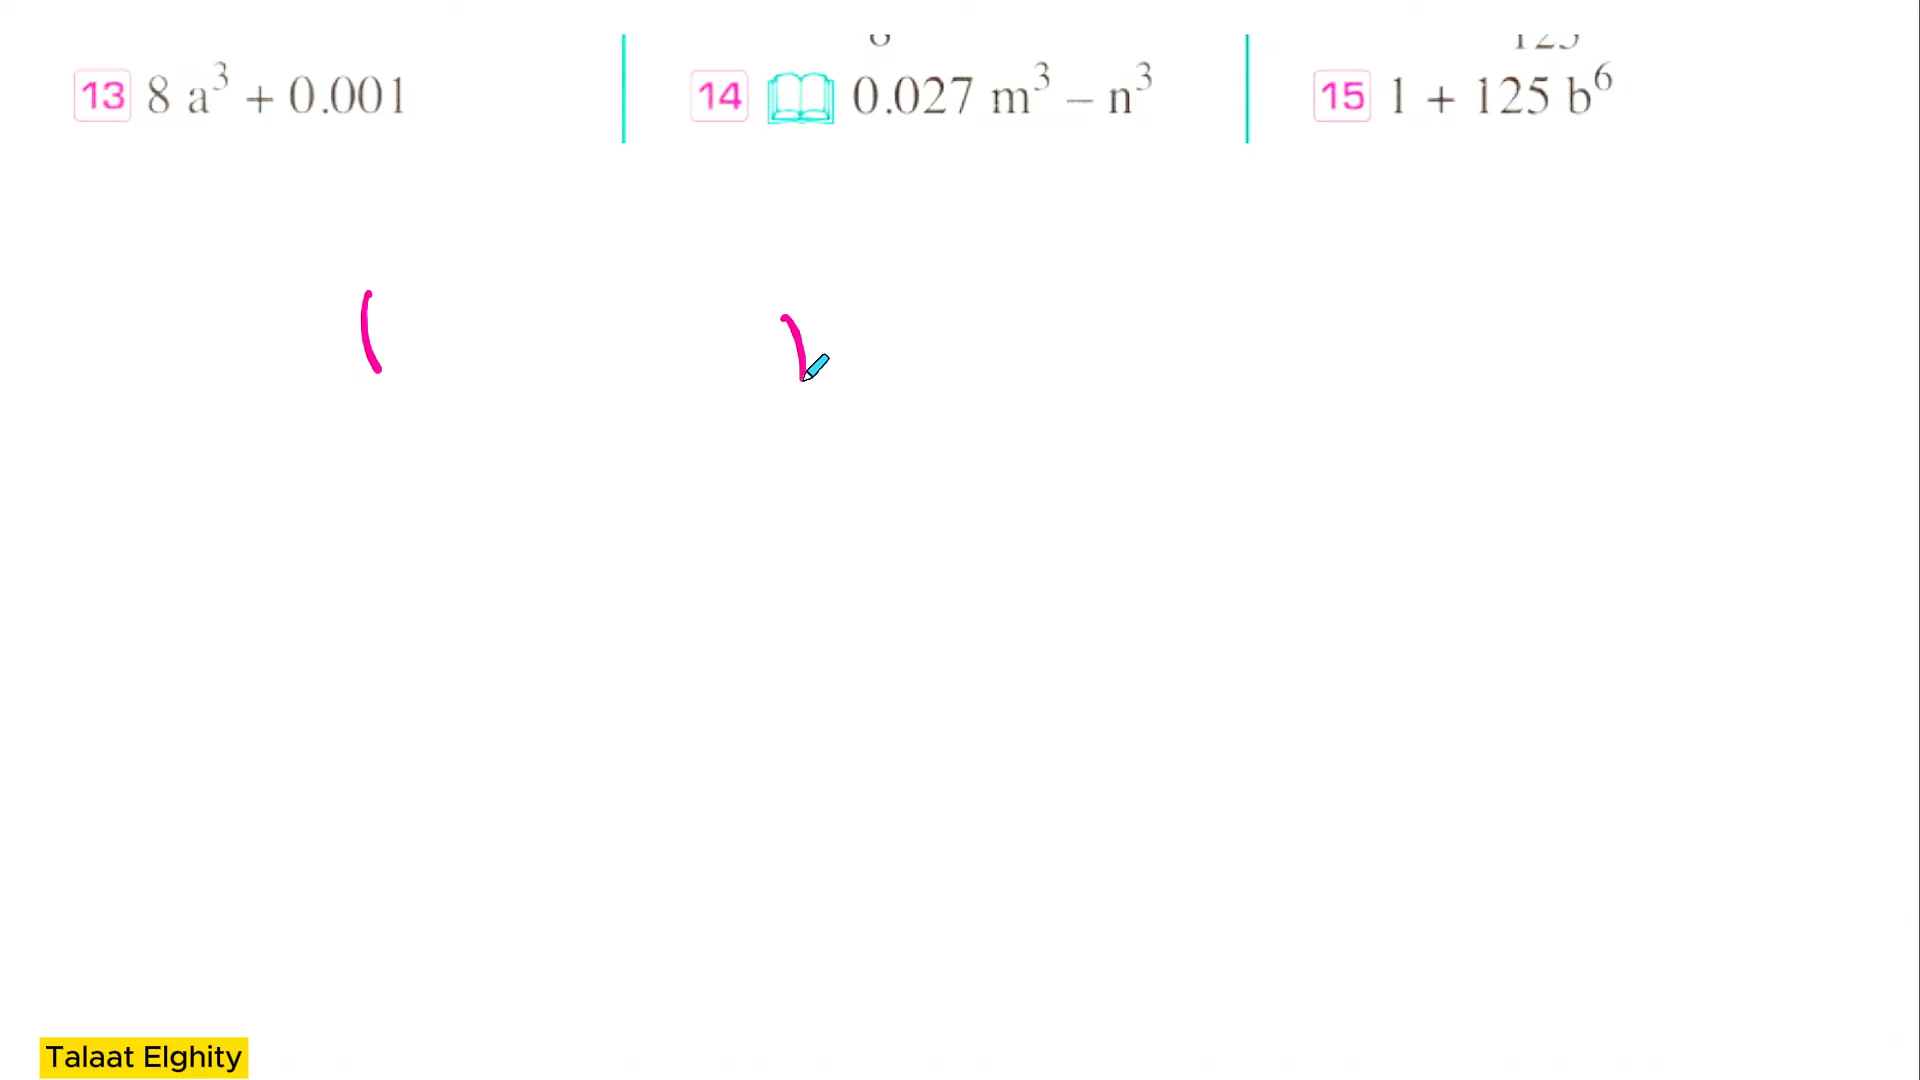 13 8 a³ + 0.001
14 0.027 m³ – n³
15 1 + 125 b⁶
( )
Talaat Elghity